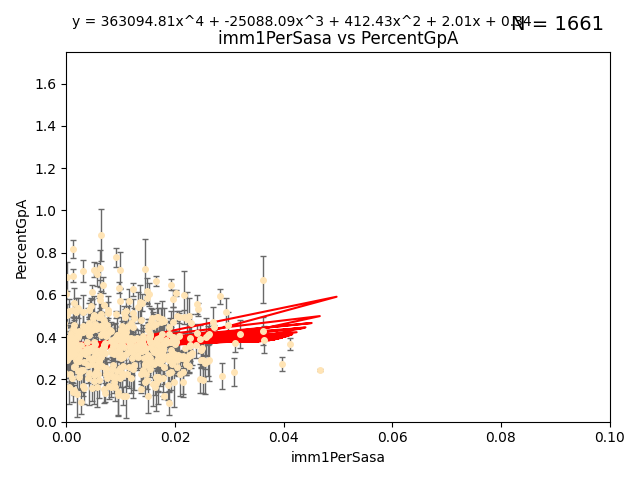 y = 363094.81x^4 + -25088.09x^3 + 412.43x^2 + 2.01x + 0.34
N = 1661
imm1PerSasa vs PercentGpA
PercentGpA
1.6
1.4
1.2
1.0
0.8
0.6
0.4
0.2
0.0
0.00 0.02 0.04 0.06 0.08 0.10
imm1PerSasa